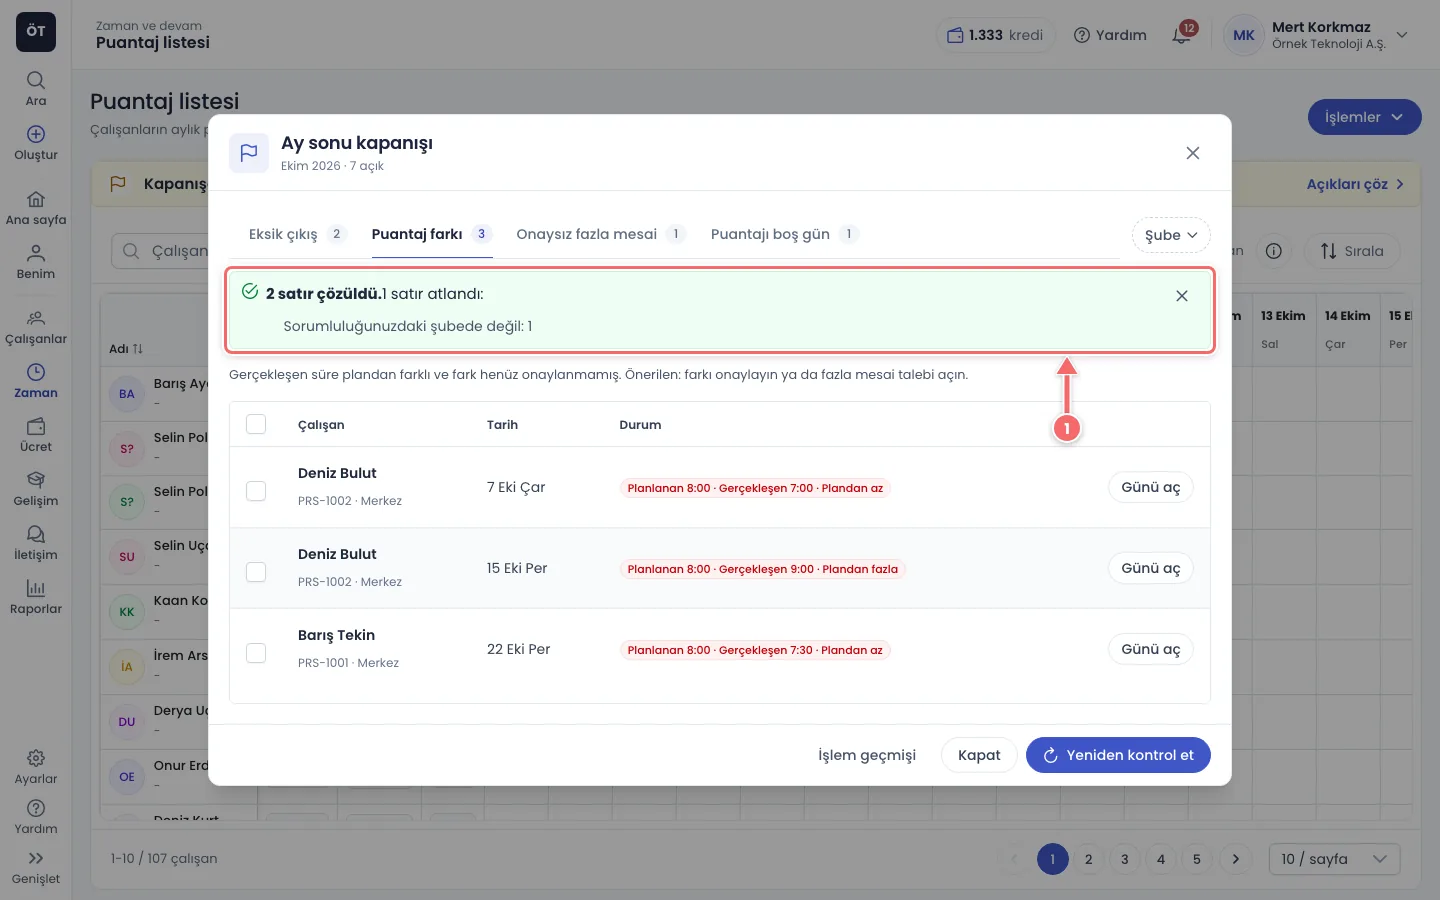 ÖT
Zaman ve devam
Puantaj listesi
1.333 kredi
Yardım
12
MK
Mert Korkmaz
Örnek Teknoloji A.Ş.
Ara
Oluştur
Ana sayfa
Benim
Çalışanlar
Zaman
Ücret
Gelişim
İletişim
Raporlar
Ayarlar
Yardım
Genişlet
Puantaj listesi
Çalışanların aylık
İşlemler
Kapanış
Açıkları çöz
Çalışan
Sırala
Adı
13 Ekim
14 Ekim
Sal
Çar
Per
BA
Barış
-
S?
Selin
-
S?
Selin
-
SU
Selin
-
KK
Kaan
-
İA
İrem
-
DU
Derya
-
OE
Onur
-
Ay sonu kapanışı
Ekim 2026 · 7 açık
Eksik çıkış 2
Puantaj farkı 3
Onaysız fazla mesai 1
Puantajı boş gün 1
Şube
2 satır çözüldü.1 satır atlandı:
Sorumluluğunuzdaki şubede değil: 1
1
Gerçekleşen süre plandan farklı ve fark henüz onaylanmamış. Önerilen: farkı onaylayın ya da fazla mesai talebi açın.
Çalışan Tarih Durum
Deniz Bulut
PRS-1002 · Merkez
7 Eki Çar
Planlanan 8:00 · Gerçekleşen 7:00 · Plandan az
Günü aç
Deniz Bulut
PRS-1002 · Merkez
15 Eki Per
Planlanan 8:00 · Gerçekleşen 9:00 · Plandan fazla
Günü aç
Barış Tekin
PRS-1001 · Merkez
22 Eki Per
Planlanan 8:00 · Gerçekleşen 7:30 · Plandan az
Günü aç
İşlem geçmişi
Kapat
Yeniden kontrol et
1-10 / 107 çalışan
1 2 3 4 5
10 / sayfa